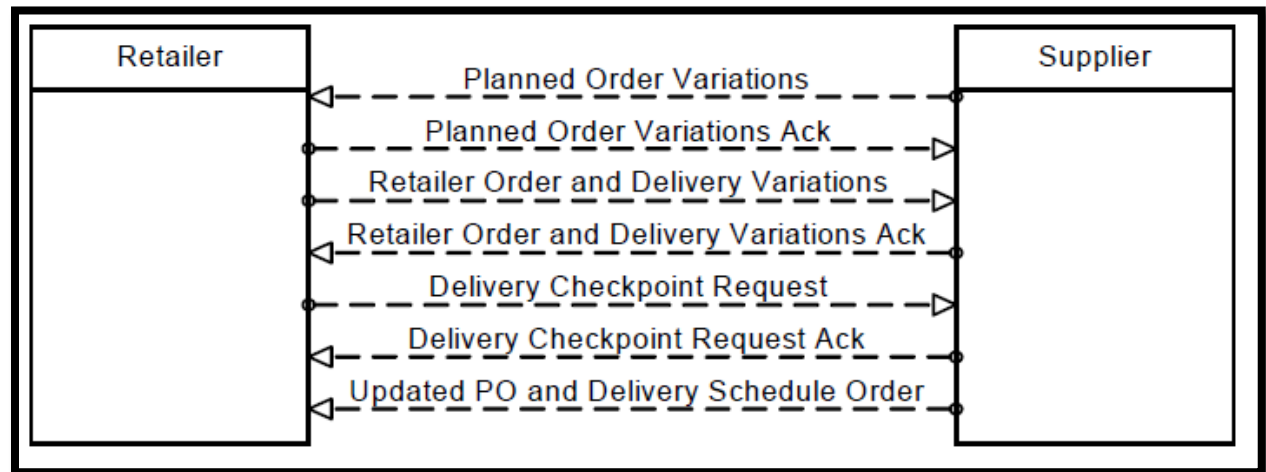 Retailer
Supplier
Planned Order Variations
Planned Order Variations Ack
Retailer Order and Delivery Variations
Retailer Order and Delivery Variations Ack
Delivery Checkpoint Request
Delivery Checkpoint Request Ack
Updated PO and Delivery Schedule Order